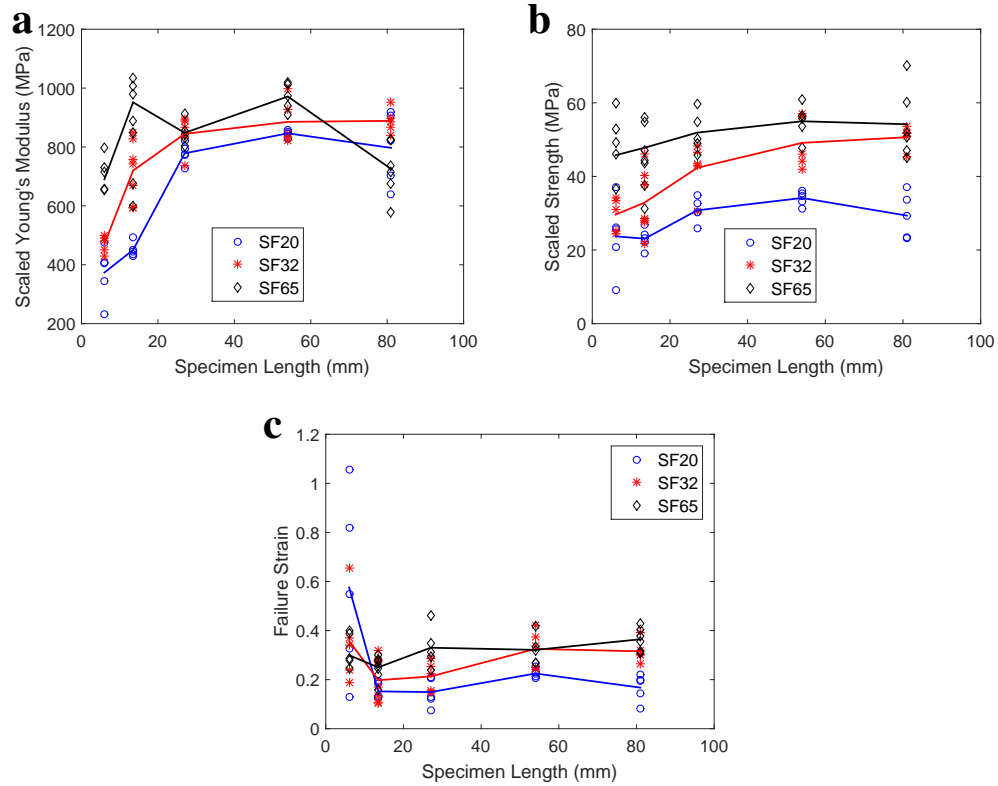 a
1200
1000
800
600
400
200
0 20 40 60 80 100
Scaled Young's Modulus (MPa)
Specimen Length (mm)
SF20
SF32
SF65
b
80
60
40
20
0
0 20 40 60 80 100
Scaled Strength (MPa)
Specimen Length (mm)
SF20
SF32
SF65
c
1.2
1
0.8
0.6
0.4
0.2
0
0 20 40 60 80 100
Failure Strain
Specimen Length (mm)
SF20
SF32
SF65